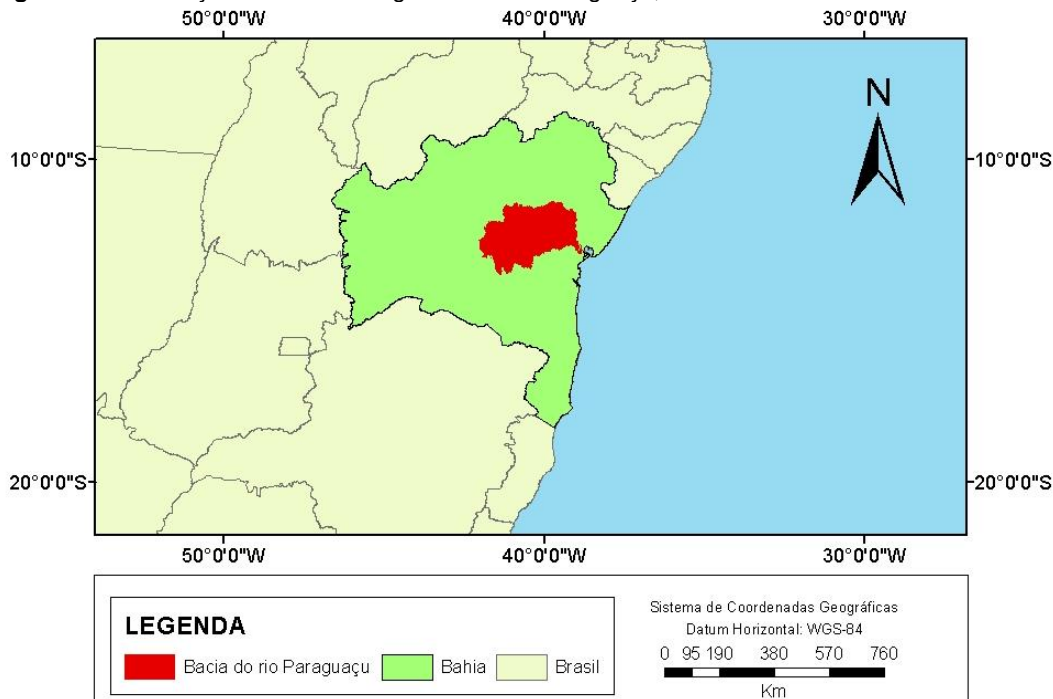 50°0'0"W 40°0'0"W 30°0'0"W
N
10°0'0"S 10°0'0"S
20°0'0"S 20°0'0"S
50°0'0"W 40°0'0"W 30°0'0"W
LEGENDA
Bacia do rio Paraguaçu Bahia Brasil
Sistema de Coordenadas Geográficas
Datum Horizontal: WGS-84
0 95 190 380 570 760
Km